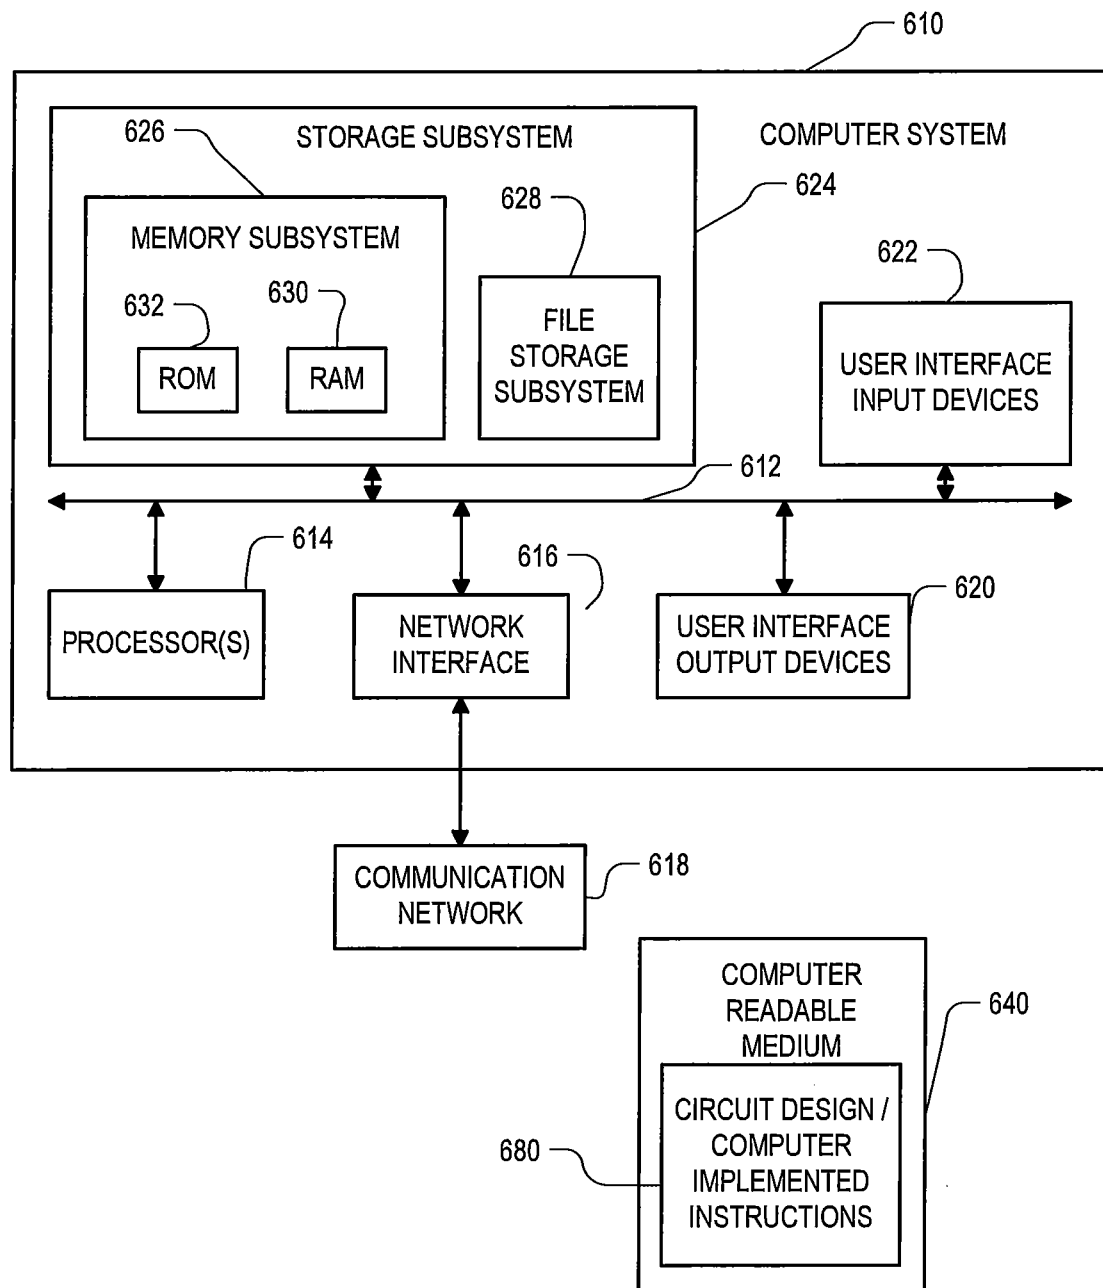 610
STORAGE SUBSYSTEM
COMPUTER SYSTEM
626
624
628
MEMORY SUBSYSTEM
622
632
630
FILE
STORAGE
SUBSYSTEM
ROM
RAM
USER INTERFACE
INPUT DEVICES
612
614
616
620
PROCESSOR(S)
NETWORK
INTERFACE
USER INTERFACE
OUTPUT DEVICES
COMMUNICATION
NETWORK
618
COMPUTER
READABLE
MEDIUM
640
CIRCUIT DESIGN /
COMPUTER
IMPLEMENTED
INSTRUCTIONS
680